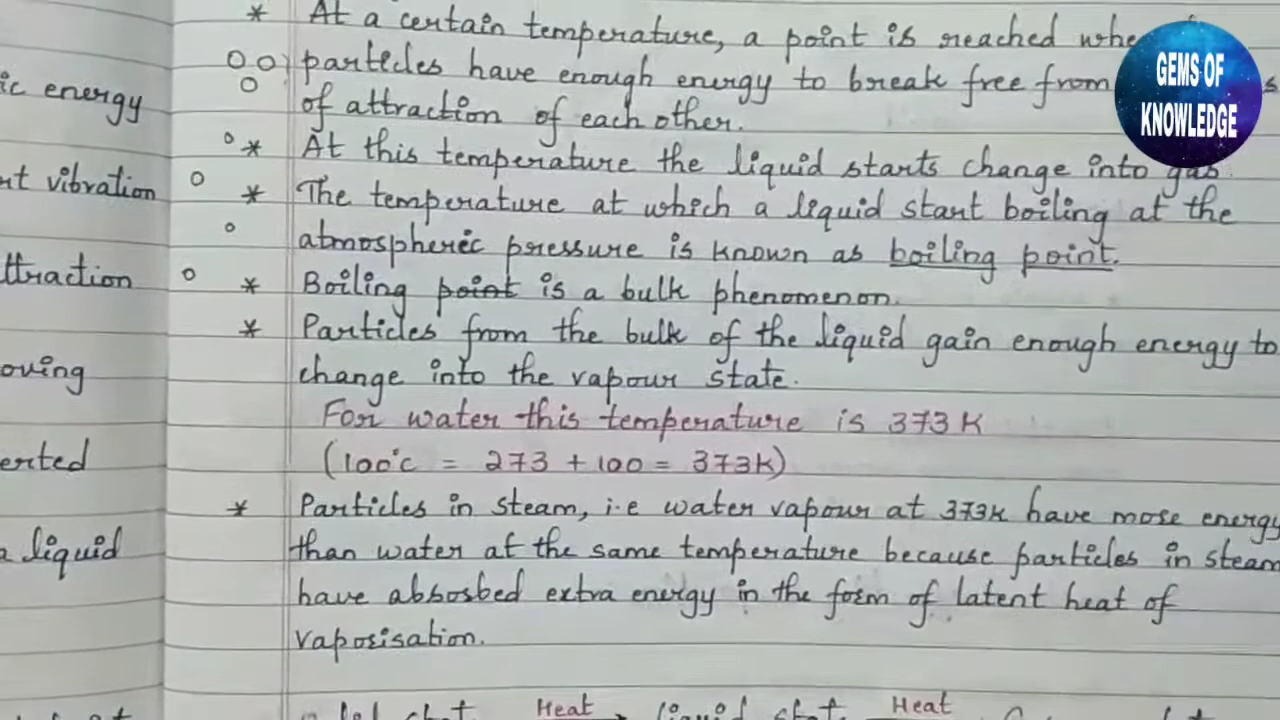 * At a certain temperature, a point is reached
particles have enough energy to break free from
of attraction of each other.
* At this temperature the liquid starts change into gas.
* The temperature at which a liquid start boiling at the
atmospheric pressure is known as boiling point.
* Boiling point is a bulk phenomenon.
* Particles from the bulk of the liquid gain enough energy to
change into the vapour state.
For water this temperature is 373 K
(100°c = 273 + 100 = 373K)
* Particles in steam, i.e water vapour at 373K have more energy
than water at the same temperature because particles in steam
have absorbed extra energy in the form of latent heat of
vaporisation.
Heat liquid Heat
energy
vibration
ttraction
oving
erted
a liquid
GEMS OF
KNOWLEDGE